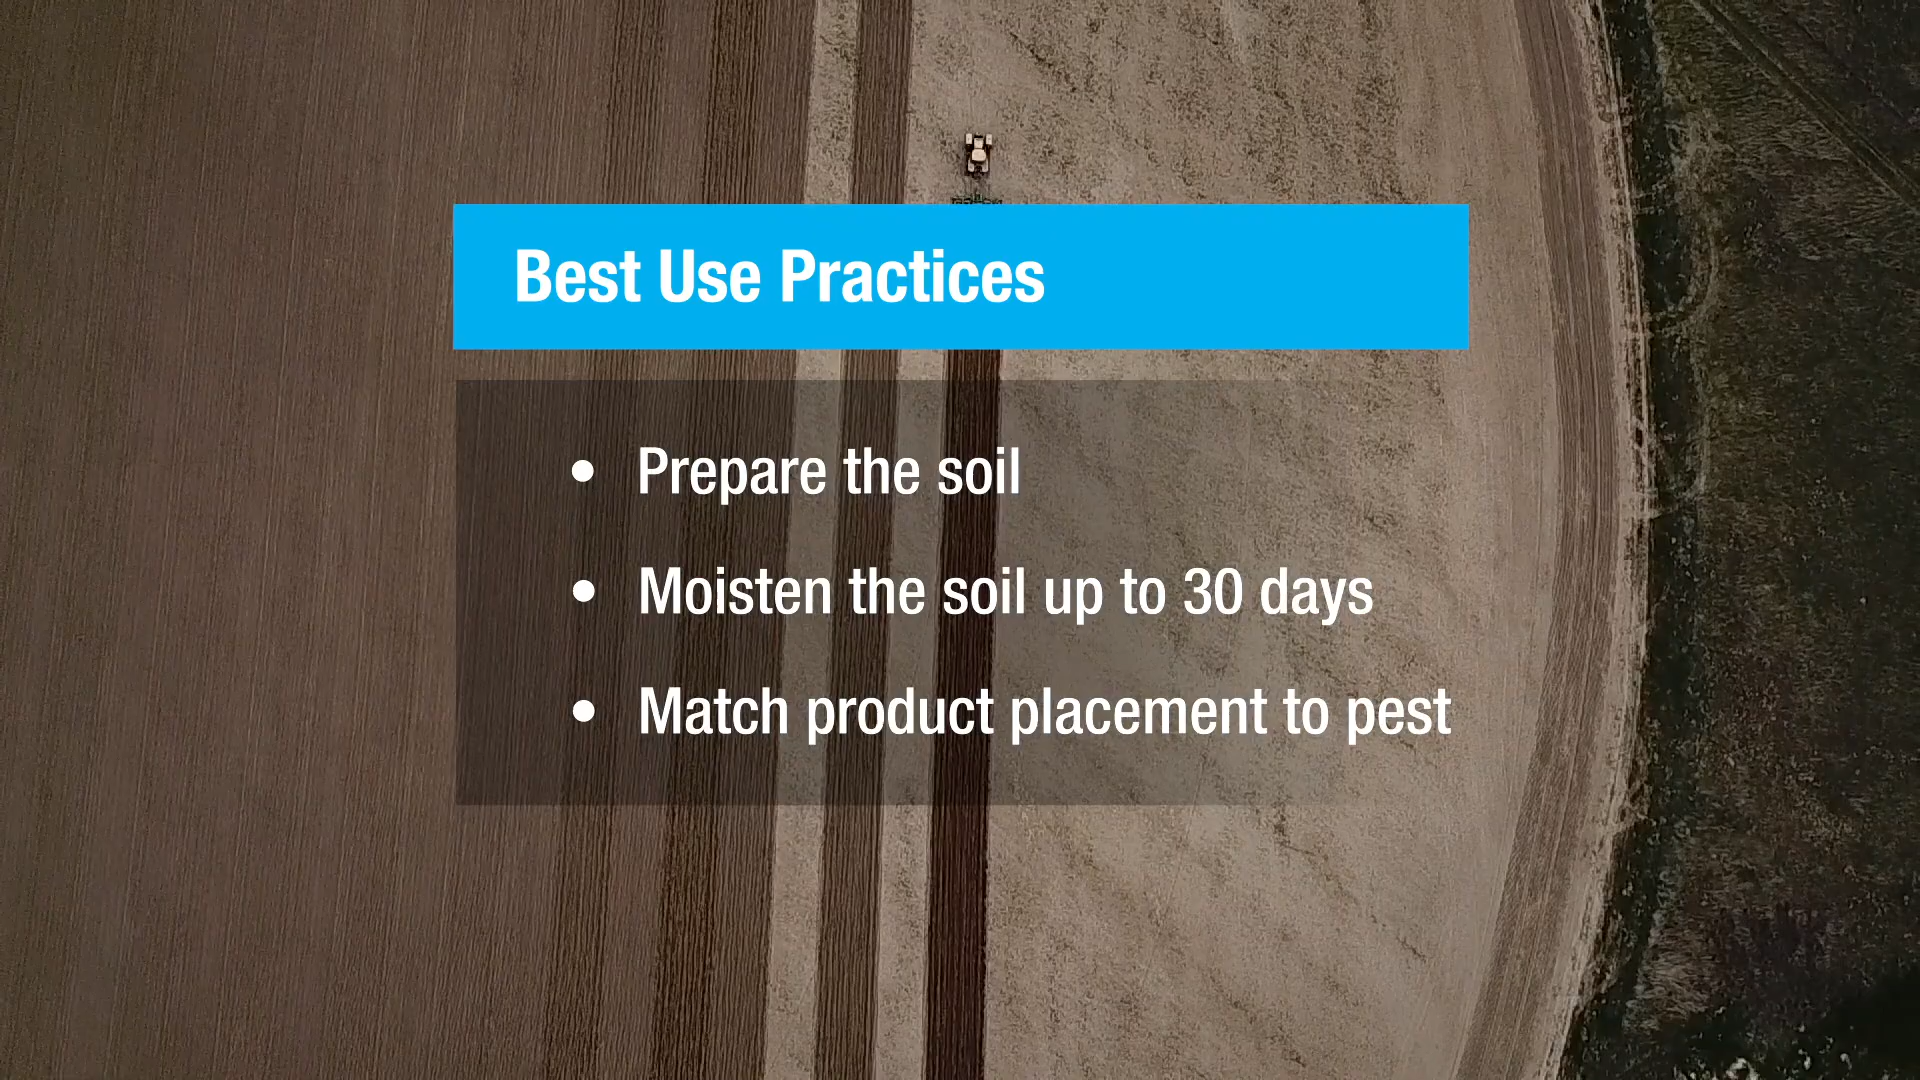 Best Use Practices
• Prepare the soil
• Moisten the soil up to 30 days
• Match product placement to pest